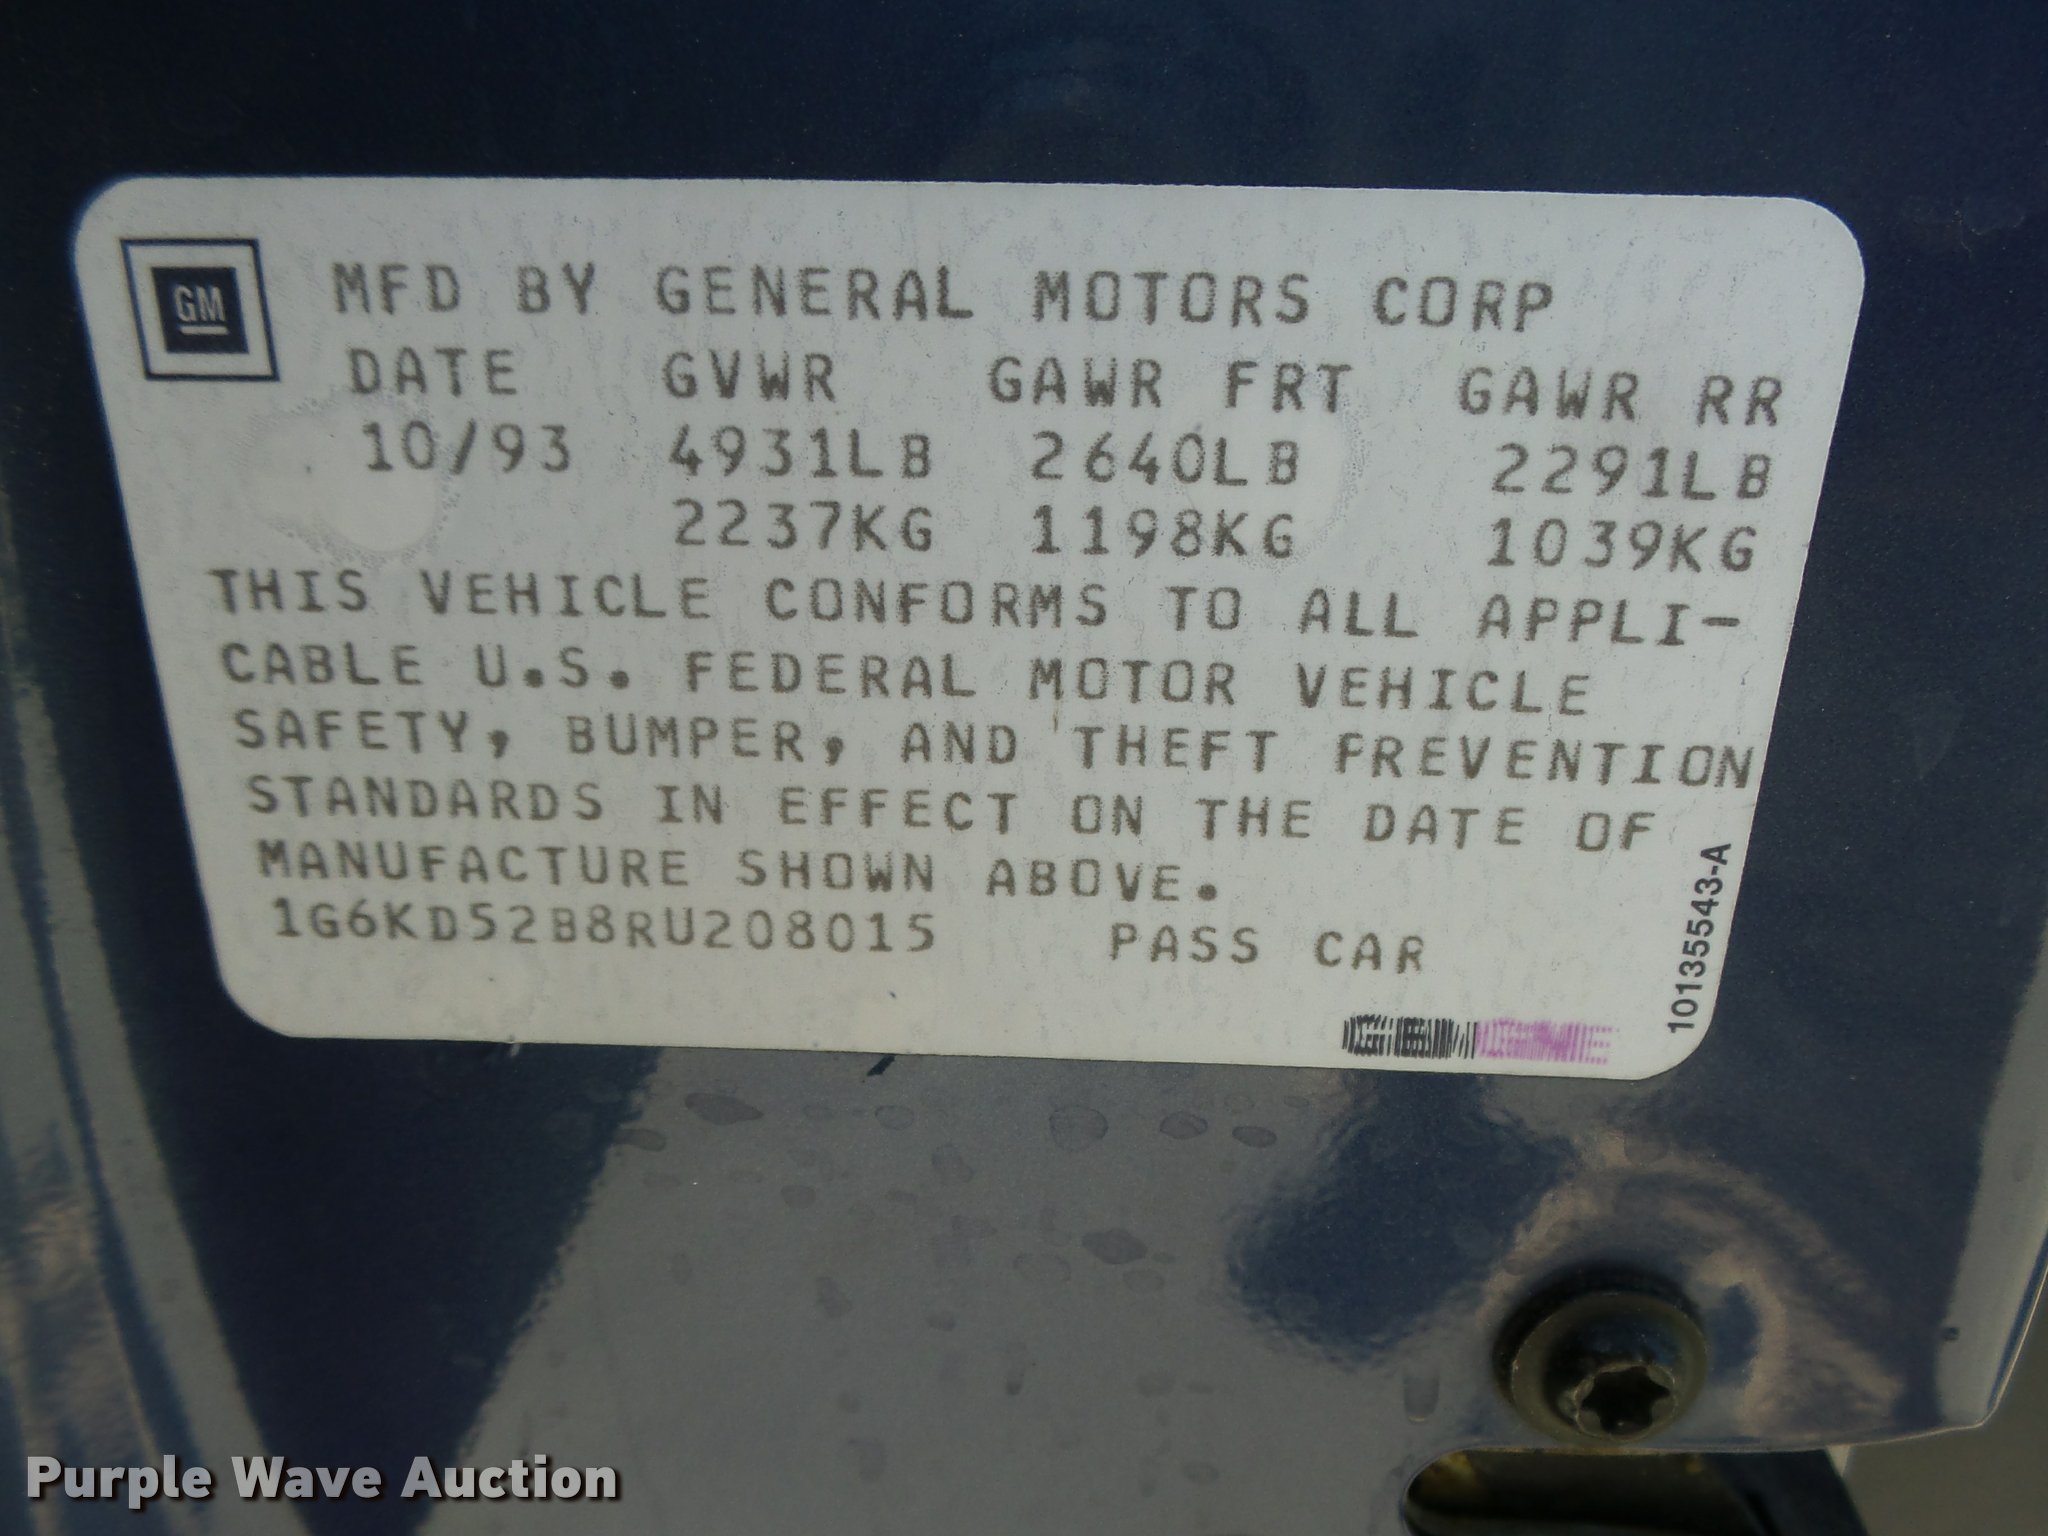 GM
MFD BY GENERAL MOTORS CORP
DATE GVWR GAWR FRT GAWR RR
10/93 4931LB 2640LB 2291LB
2237KG 1198KG 1039KG
THIS VEHICLE CONFORMS TO ALL APPLI-
CABLE U.S. FEDERAL MOTOR VEHICLE
SAFETY, BUMPER, AND THEFT PREVENTION
STANDARDS IN EFFECT ON THE DATE OF
MANUFACTURE SHOWN ABOVE.
1G6KD52B8RU208015 PASS CAR
10135543-A
Purple Wave Auction